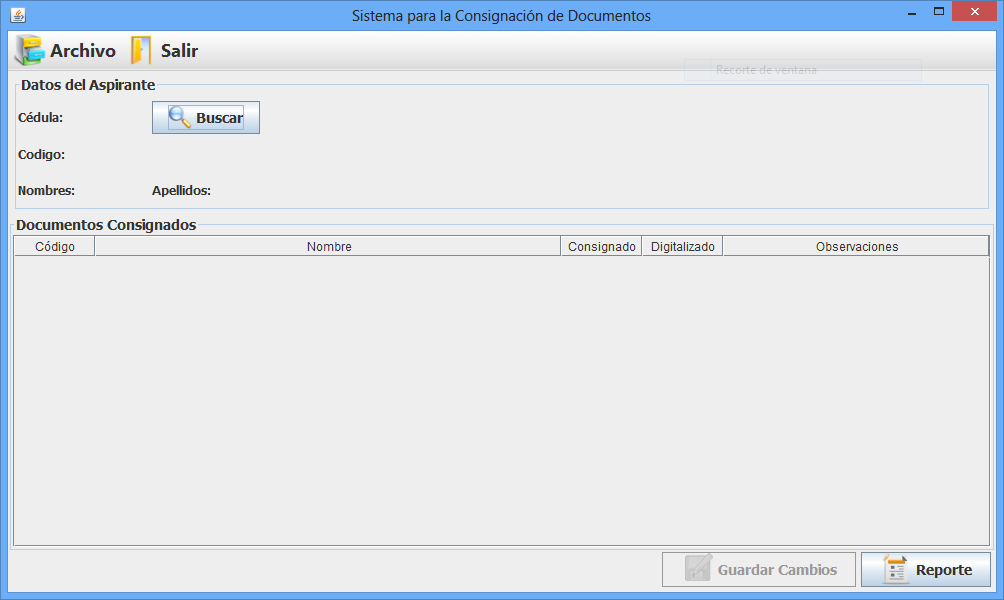 Sistema para la Consignación de Documentos
Archivo Salir
Recorte de ventana
Datos del Aspirante
Cédula: Buscar
Codigo:
Nombres: Apellidos:
Documentos Consignados
Código Nombre Consignado Digitalizado Observaciones
Guardar Cambios Reporte